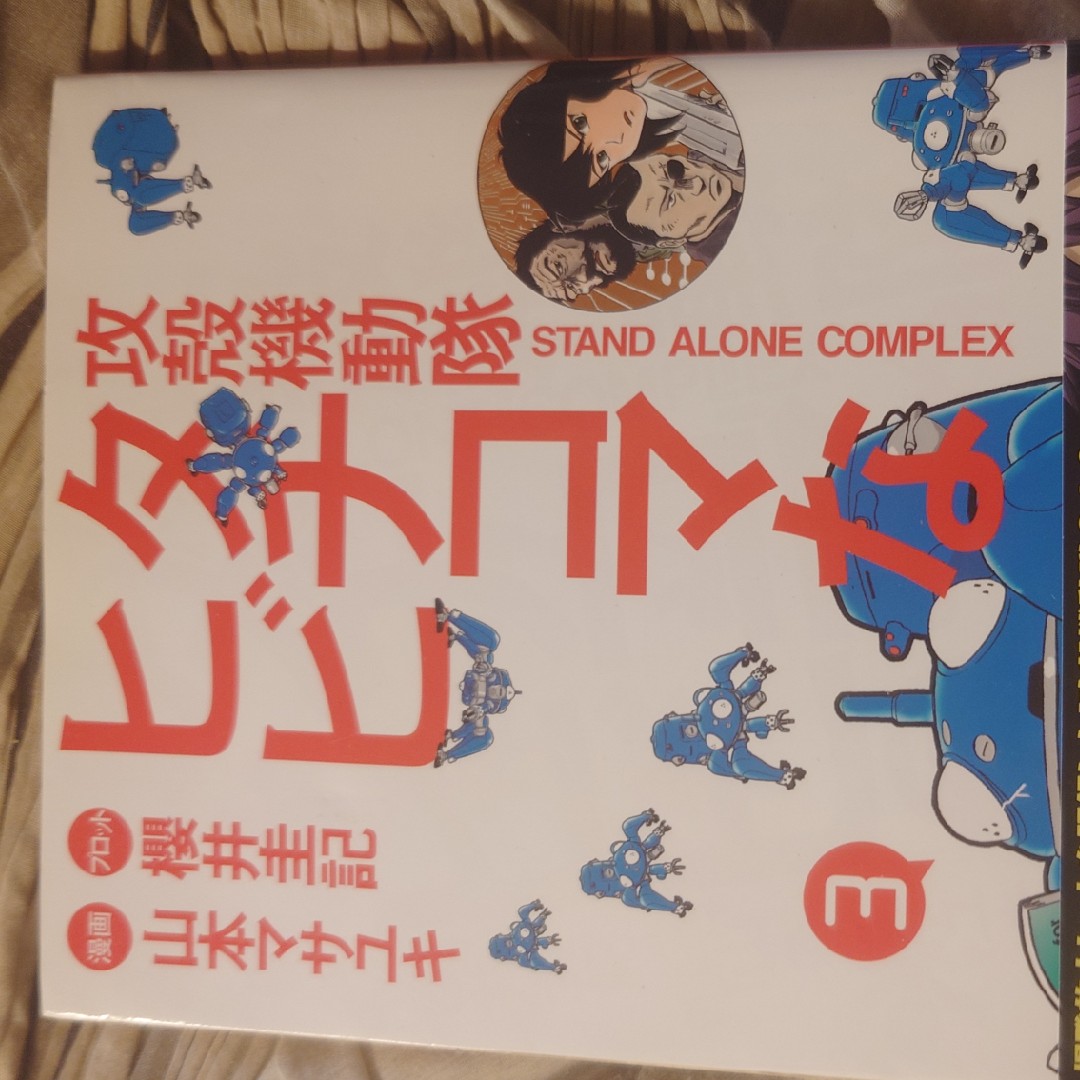 攻殻機動隊 STAND ALONE COMPLEX
タチコマな
ヒビ
3
プロット 櫻井圭記
漫画 山本マサユキ